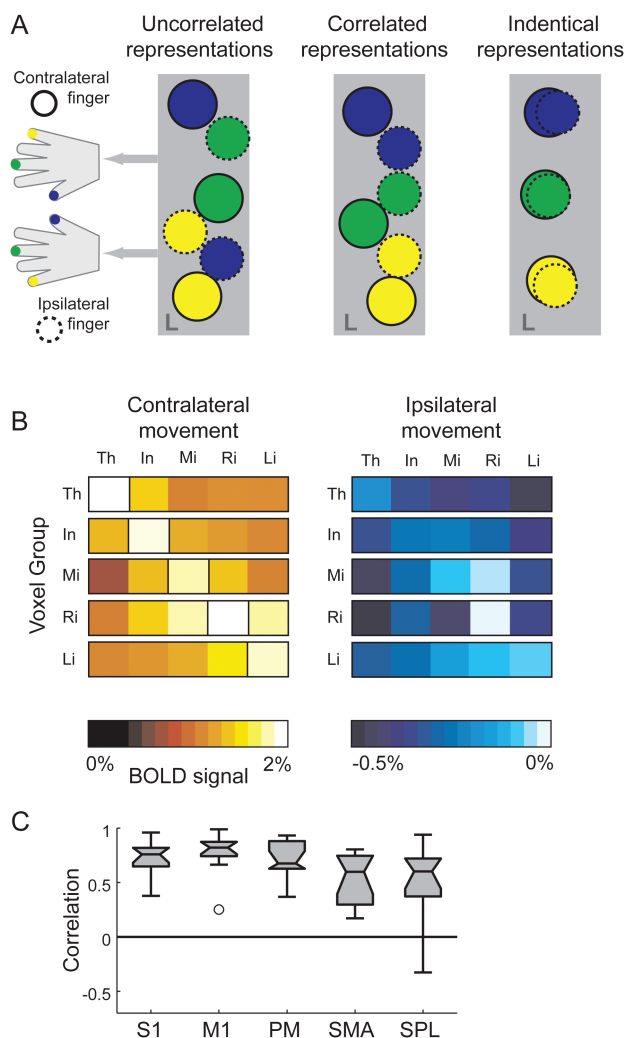 A
Uncorrelated
representations
Correlated
representations
Indentical
representations
Contralateral
finger
Ipsilateral
finger
L
L
L
B
Contralateral
movement
Ipsilateral
movement
Th In Mi Ri Li
Th In Mi Ri Li
Voxel Group
Th
In
Mi
Ri
Li
Th
In
Mi
Ri
Li
0% 2%
BOLD signal
-0.5% 0%
C
Correlation
1
0.5
0
-0.5
S1 M1 PM SMA SPL